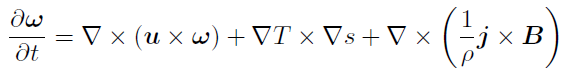 ∂ω/∂t = ∇ × (u × ω) + ∇T × ∇s + ∇ × (1/ρ j × B)